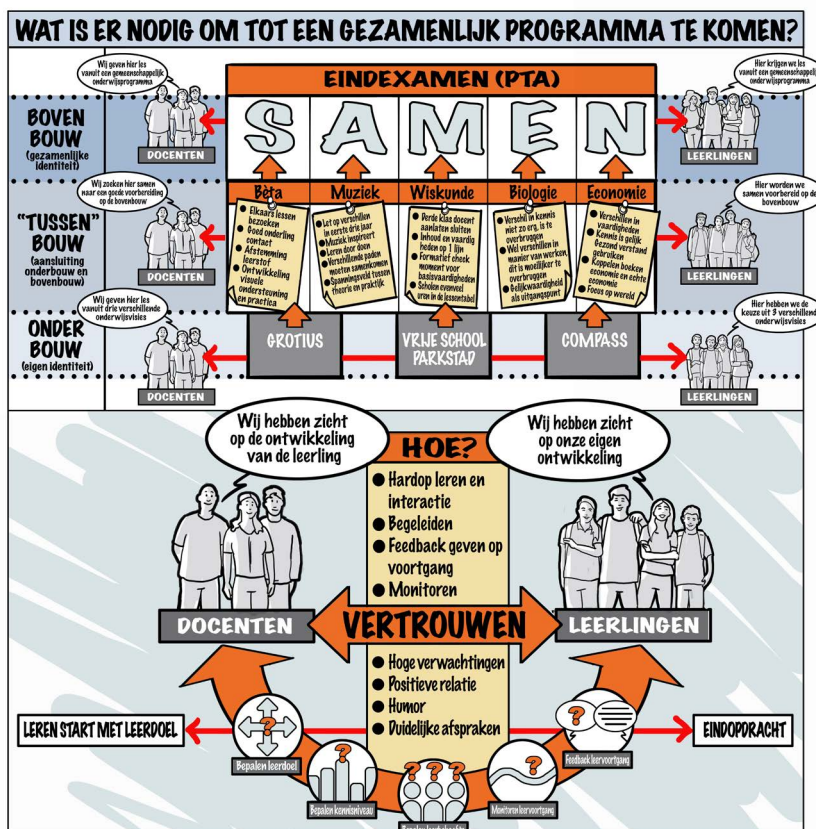 WAT IS ER NODIG OM TOT EEN GEZAMENLIJK PROGRAMMA TE KOMEN?
Wij geven hier les
vanuit een gemeenschappelijk
onderwijsprogramma
Hier krijgen we les
vanuit een gemeenschappelijk
onderwijsprogramma
EINDEXAMEN (PTA)
BOVEN
BOUW
(gezamenlijke
identiteit)
DOCENTEN
SAMEN
LEERLINGEN
Wij zoeken hier samen
naar een goede voorbereiding
op de bovenbouw
Hier worden we
samen voorbereid op de
bovenbouw
"TUSSEN"
BOUW
(aansluiting
onderbouw en
bovenbouw)
DOCENTEN
Bèta
● Elkaars lessen
bezoeken
● Goed onderling
contact
● Afstemming
leerstof
● Ontwikkeling
visuele
ondersteuning
en practica
Muziek
● Let op verschillen
in eerste drie jaar
● Muziek inspireert
● Leren door doen
● Verschillende paden
moeten samenkomen
● Spanningsveld tussen
theorie en praktijk
Wiskunde
● Derde klas docent
aanlaten sluiten
● Inhoud en vaardig
heden op 1 lijn
● Formatief check
moment voor
basisvaardigheden
● Scholen evenveel
uren in de lessentabel
Biologie
● Verschil in kennis
niet zo erg, is te
overbruggen
● Wel verschillen in
manier van werken
dit is moeilijker te
overbruggen
● Gelijkwaardigheid
als uitgangspunt
Economie
● Verschillen in
vaardigheden
● Kennis is gelijk
Gezond verstand
gebruiken
● Koppelen boeken
economie en echte
economie
● Focus op wereld
LEERLINGEN
Wij geven hier les
vanuit drie verschillende
onderwijsvisies
Hier hebben we de
keuze uit 3 verschillende
onderwijsvisies
ONDER
BOUW
(eigen identiteit)
DOCENTEN
GROTIUS
VRIJE SCHOOL
PARKSTAD
COMPASS
LEERLINGEN
Wij hebben zicht
op de ontwikkeling
van de leerling
HOE?
Wij hebben zicht
op onze eigen
ontwikkeling
● Hardop leren en
interactie
● Begeleiden
● Feedback geven op
voortgang
● Monitoren
DOCENTEN
VERTROUWEN
LEERLINGEN
● Hoge verwachtingen
● Positieve relatie
● Humor
● Duidelijke afspraken
LEREN START MET LEERDOEL
EINDOPDRACHT
Bepalen leerdoel
Bepalen kennisniveau
Monitoren leervoortgang
Feedback leervoortgang